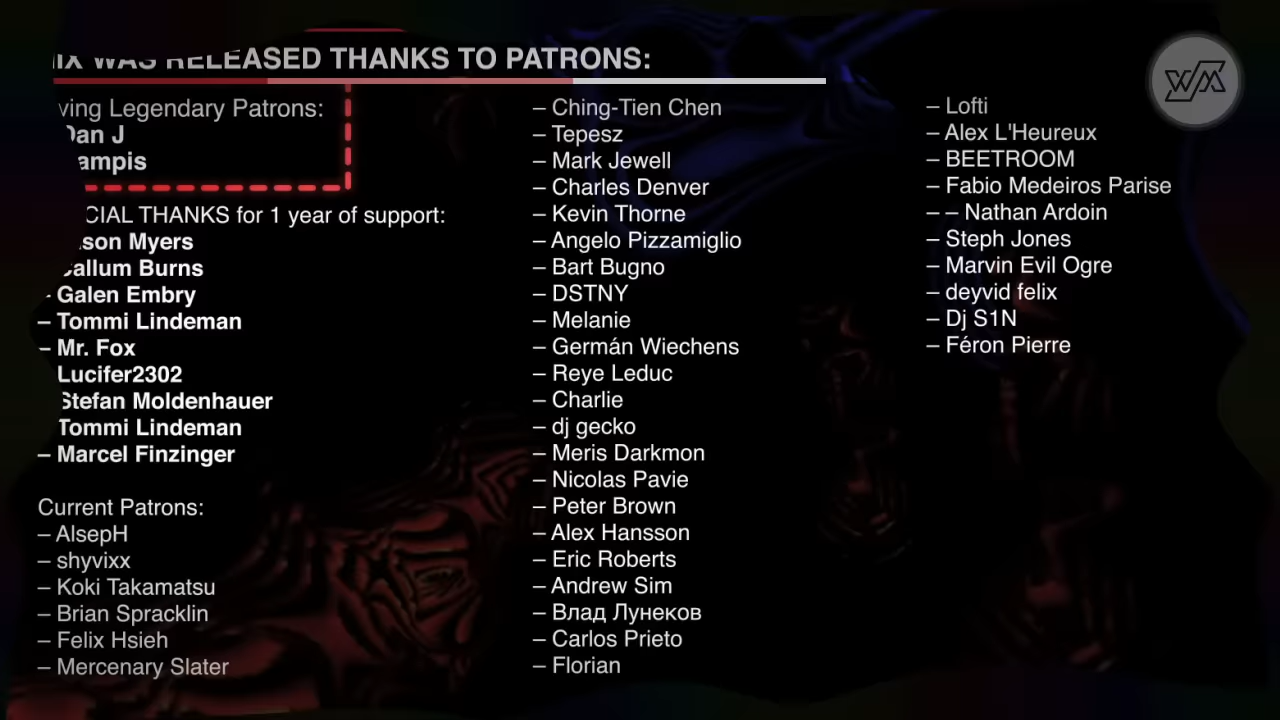 WAS RELEASED THANKS TO PATRONS:
Legendary Patrons:
Dan J
SPECIAL THANKS for 1 year of support:
Myers
Callum Burns
– Galen Embry
– Tommi Lindeman
– Mr. Fox
Lucifer2302
Stefan Moldenhauer
Tommi Lindeman
– Marcel Finzinger
Current Patrons:
– AlsepH
– shyvixx
– Koki Takamatsu
– Brian Spracklin
– Felix Hsieh
– Mercenary Slater
– Ching-Tien Chen
– Tepesz
– Mark Jewell
– Charles Denver
– Kevin Thorne
– Angelo Pizzamiglio
– Bart Bugno
– DSTNY
– Melanie
– Germán Wiechens
– Reye Leduc
– Charlie
– dj gecko
– Meris Darkmon
– Nicolas Pavie
– Peter Brown
– Alex Hansson
– Eric Roberts
– Andrew Sim
– Влад Лунеков
– Carlos Prieto
– Florian
– Lofti
– Alex L'Heureux
– BEETROOM
– Fabio Medeiros Parise
– – Nathan Ardoin
– Steph Jones
– Marvin Evil Ogre
– deyvid felix
– Dj S1N
– Féron Pierre